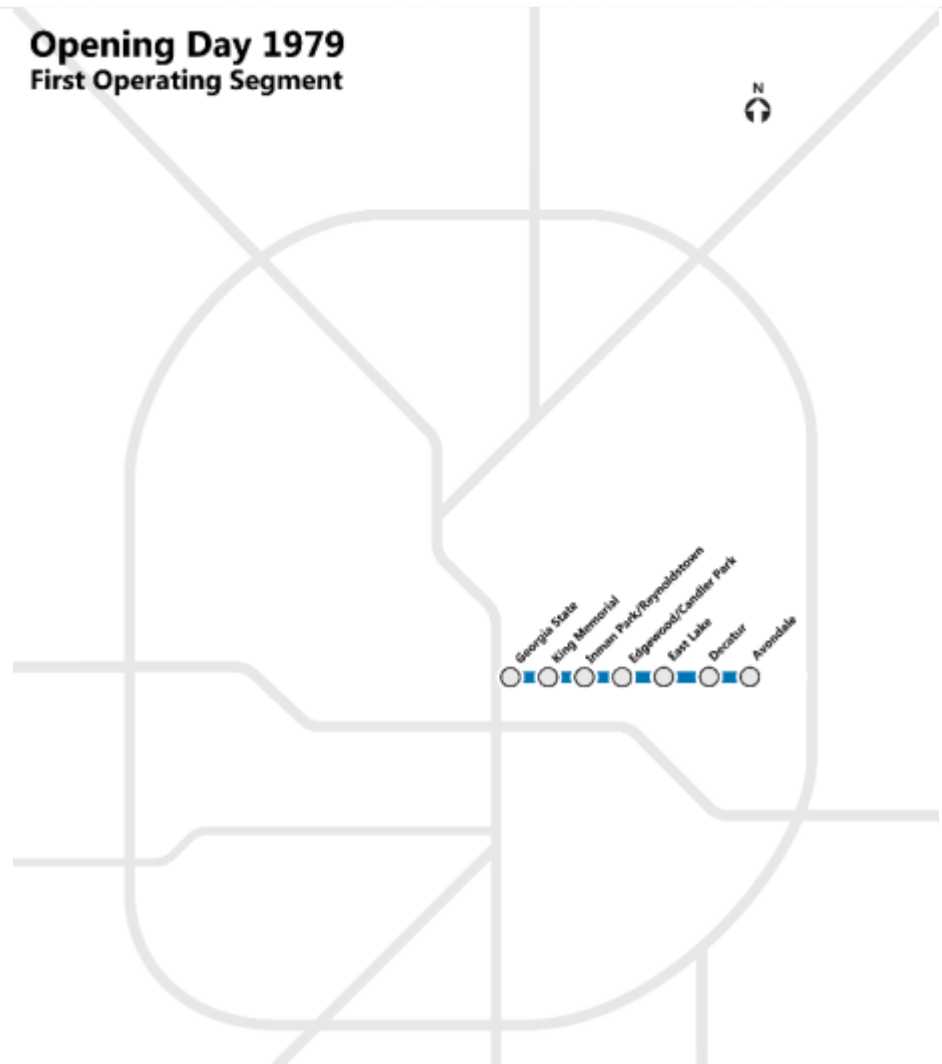 Opening Day 1979
First Operating Segment
N
Georgia State
King Memorial
Inman Park/Reynoldstown
Edgewood/Candler Park
East Lake
Decatur
Avondale